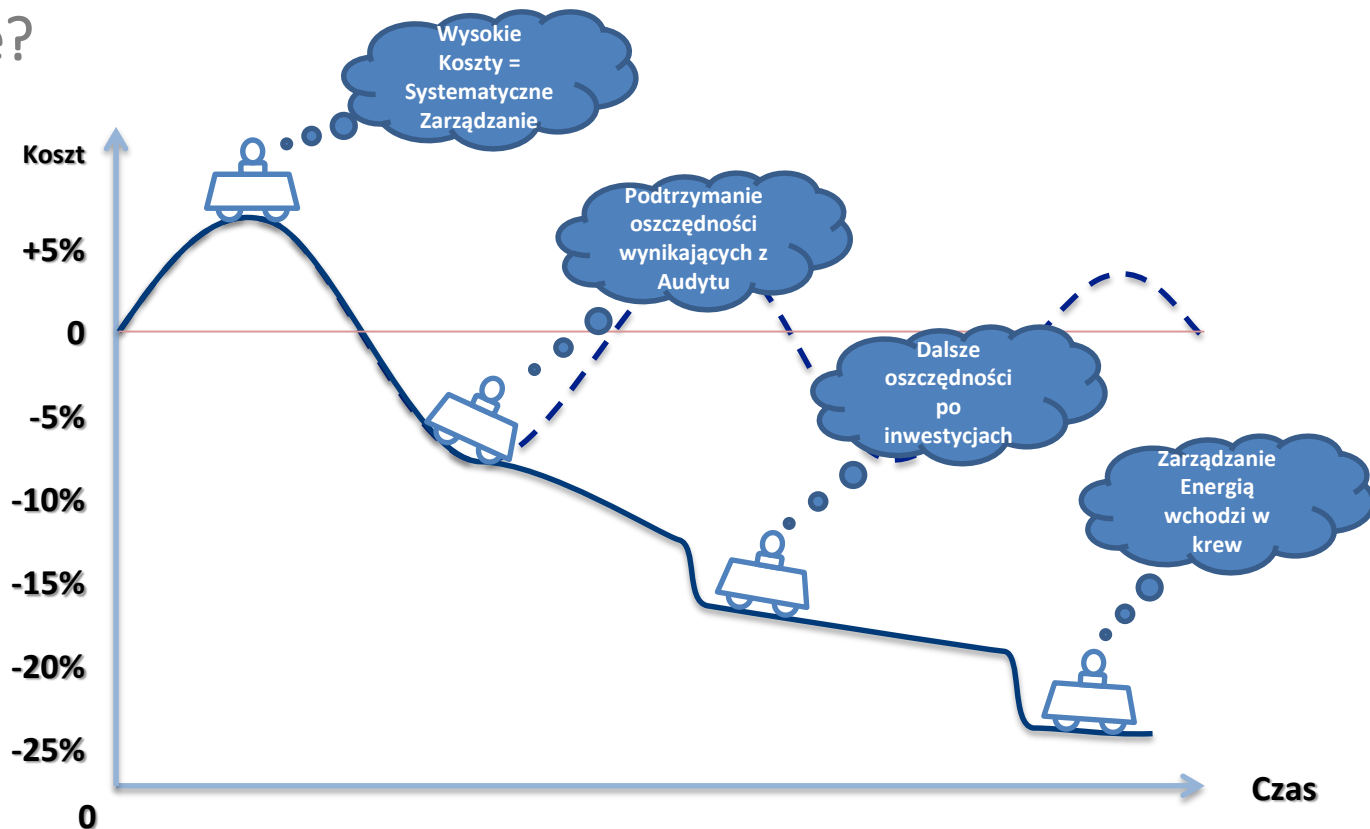 e?
Wysokie
Koszty =
Systematyczne
Zarządzanie
Koszt
Podtrzymanie
oszczędności
wynikających z
Audytu
+5%
0
Dalsze
oszczędności
po
inwestycjach
-5%
Zarządzanie
Energią
wchodzi w
krew
-10%
-15%
-20%
-25%
Czas
0